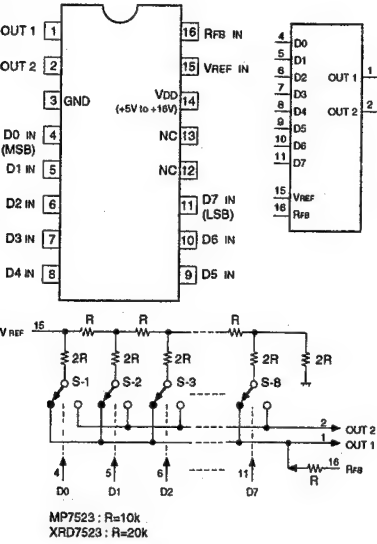 OUT 1 1 16 RFB IN
OUT 2 2 15 VREF IN
3 GND VDD 14
(+5V to +16V)
D0 IN 4 NC 13
(MSB)
D1 IN 5 NC 12
D2 IN 6 11 D7 IN
(LSB)
D3 IN 7 10 D6 IN
D4 IN 8 9 D5 IN
4 D0
5 D1
6 D2 OUT 1 1
7 D3
8 D4 OUT 2 2
9 D5
10 D6
11 D7
15 VREF
16 RFB
VREF 15 R R R
2R 2R 2R 2R 2R
S-1 S-2 S-3 S-8
2 OUT 2
1 OUT 1
4 5 6 11 16 RFB
R
D0 D1 D2 D7
MP7523 ; R=10k
XRD7523 ; R=20k